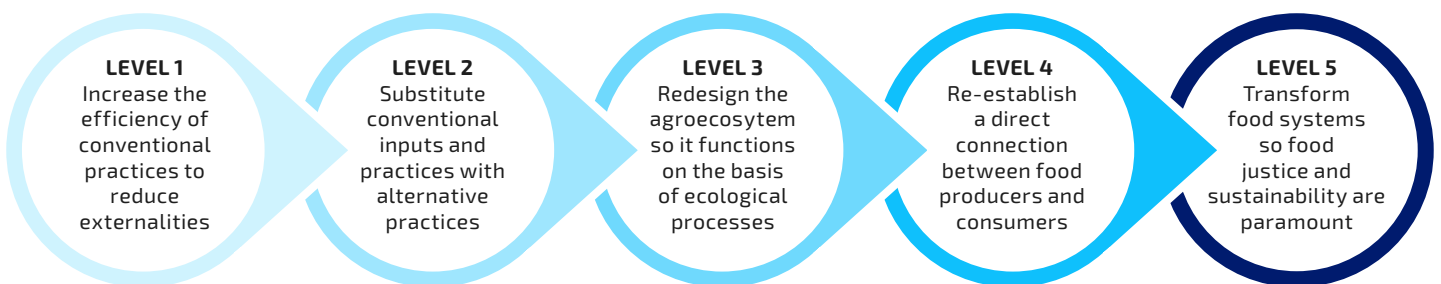 LEVEL 1
Increase the
efficiency of
conventional
practices to
reduce
externalities
LEVEL 2
Substitute
conventional
inputs and
practices with
alternative
practices
LEVEL 3
Redesign the
agroecosytem
so it functions
on the basis
of ecological
processes
LEVEL 4
Re-establish
a direct
connection
between food
producers and
consumers
LEVEL 5
Transform
food systems
so food
justice and
sustainability are
paramount